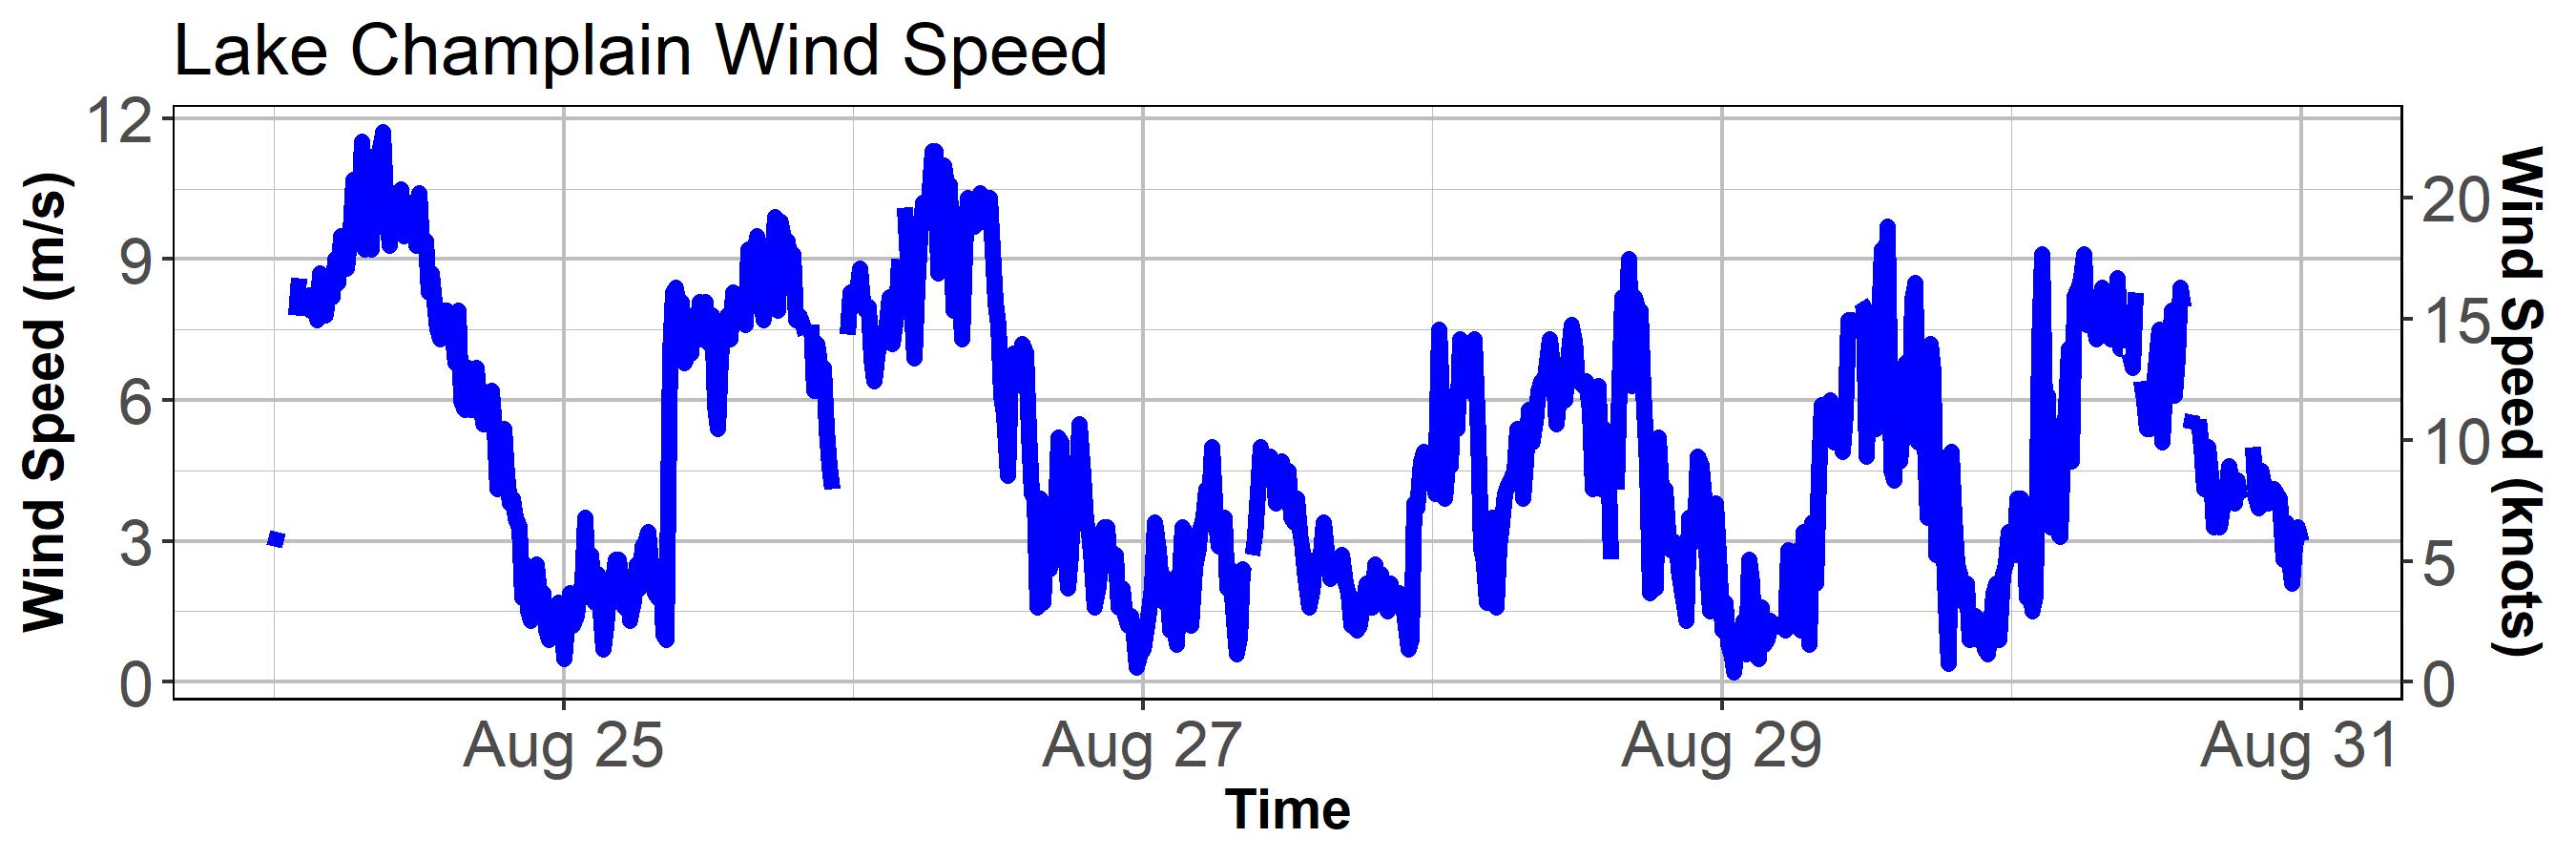 Lake Champlain Wind Speed
12
9
6
3
0
Wind Speed (m/s)
20
15
10
5
0
Wind Speed (knots)
Aug 25 Aug 27 Aug 29 Aug 31
Time